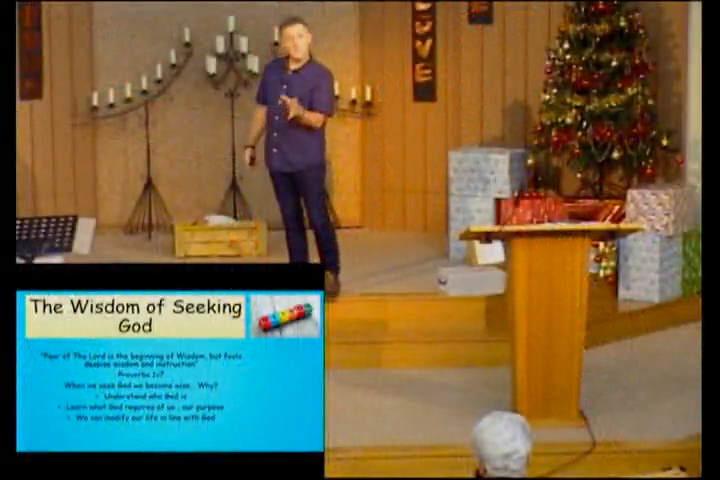 LOVE
The Wisdom of Seeking
God
"Fear of The Lord is the beginning of Wisdom, but fools
despise wisdom and instruction"
Proverbs 1:7
When we seek God we become wise. Why?
• Understand who God is
• Learn what God requires of us , our purpose
• We can modify our life in line with God